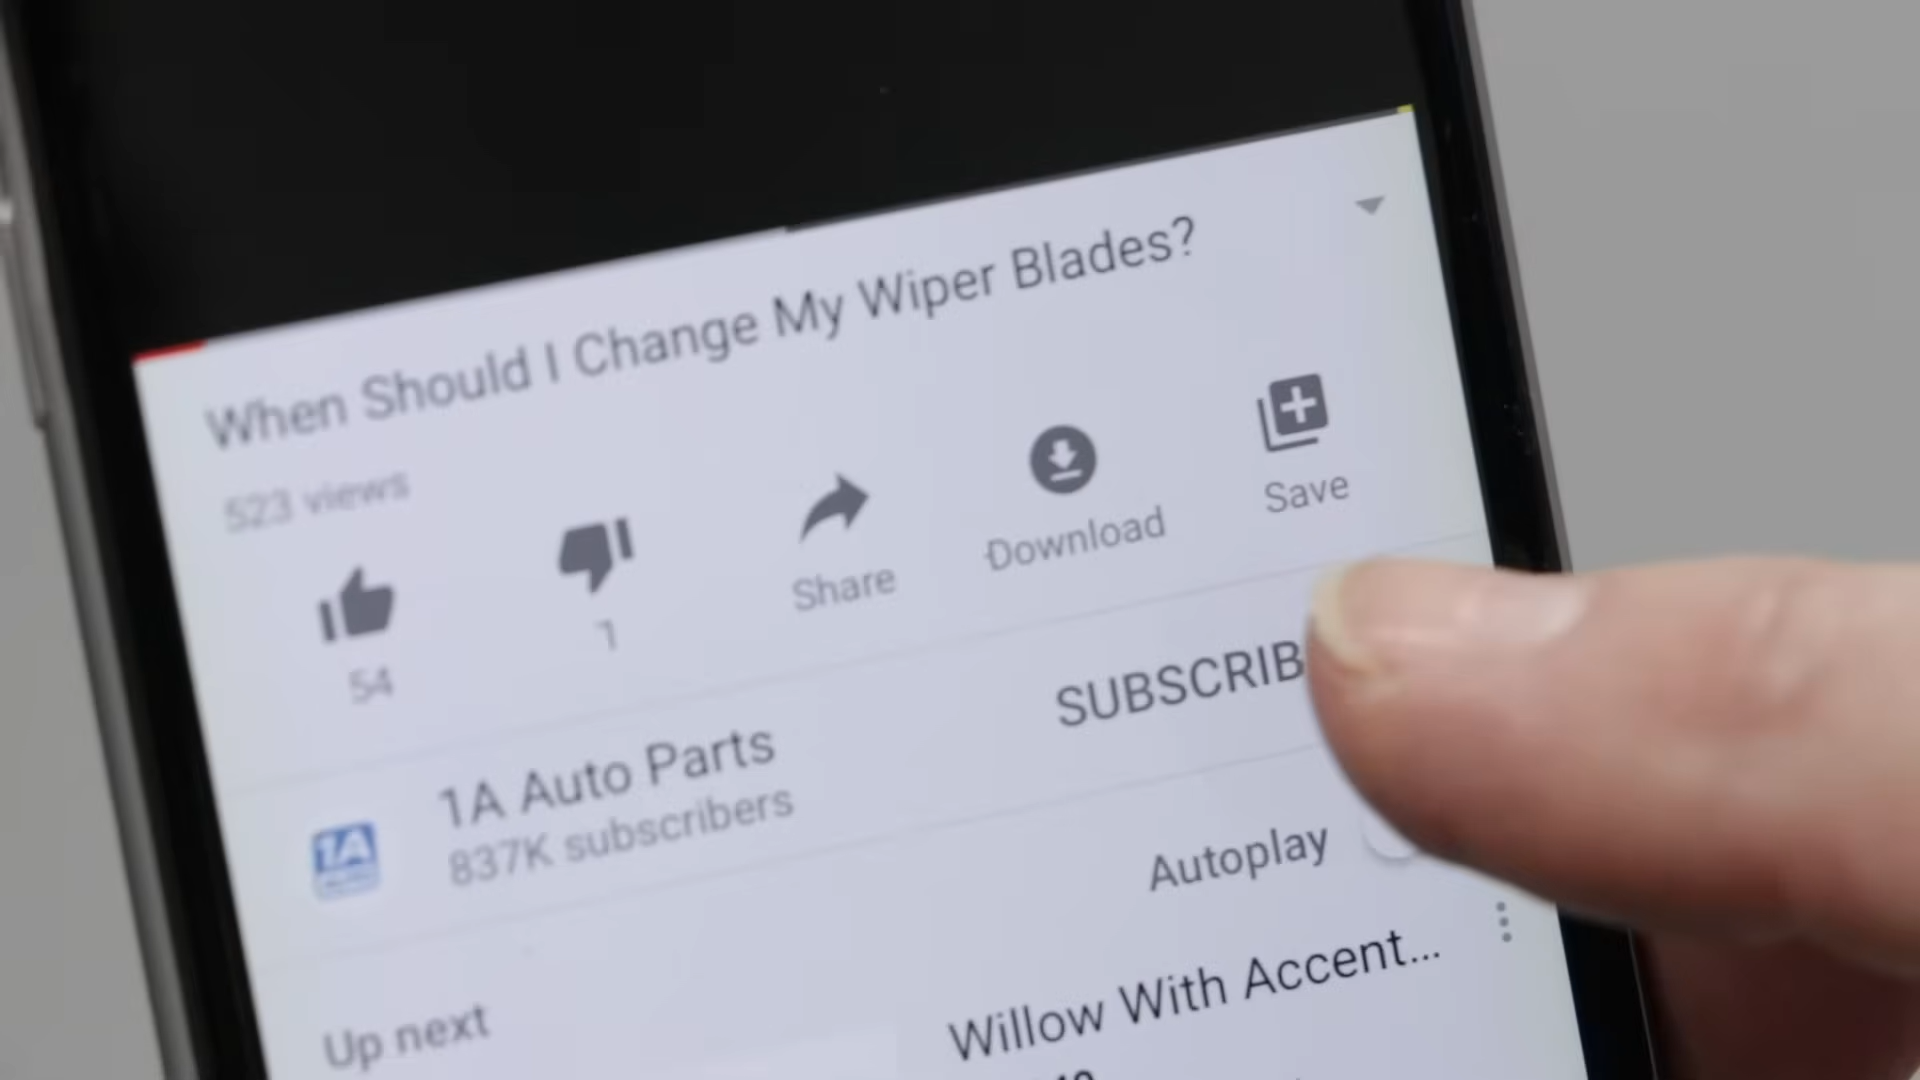 When Should I Change My Wiper Blades?
523 views
54
1
Share
Download
Save
1A
1A Auto Parts
837K subscribers
SUBSCRIB
Autoplay
Up next
Willow With Accent...